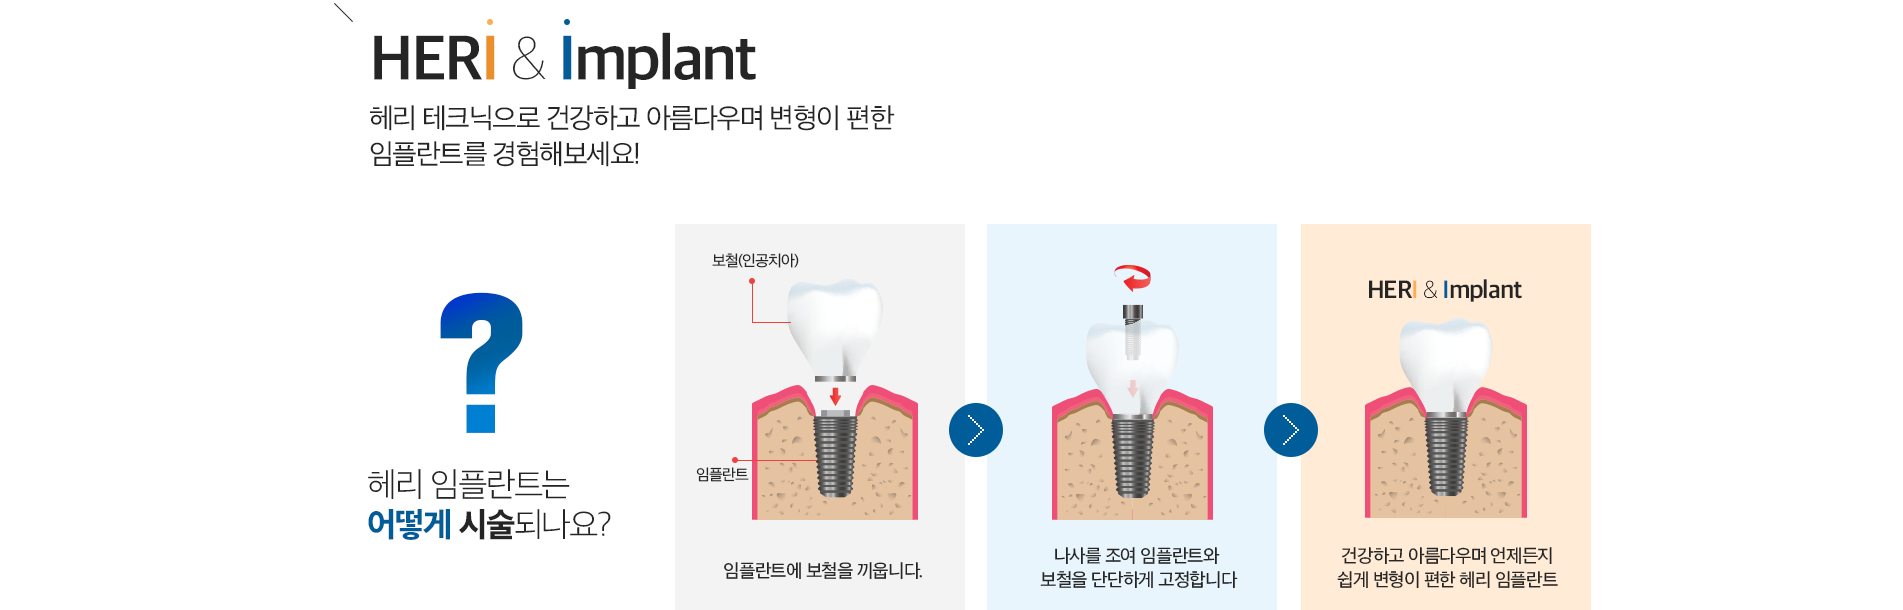 HERi & implant
헤리 테크닉으로 건강하고 아름다우며 변형이 편한
임플란트를 경험해보세요!
?
헤리 임플란트는
어떻게 시술되나요?
보철(인공치아)
임플란트
임플란트에 보철을 끼웁니다.
나사를 조여 임플란트와
보철을 단단하게 고정합니다
HERI & Implant
건강하고 아름다우며 언제든지
쉽게 변형이 편한 헤리 임플란트